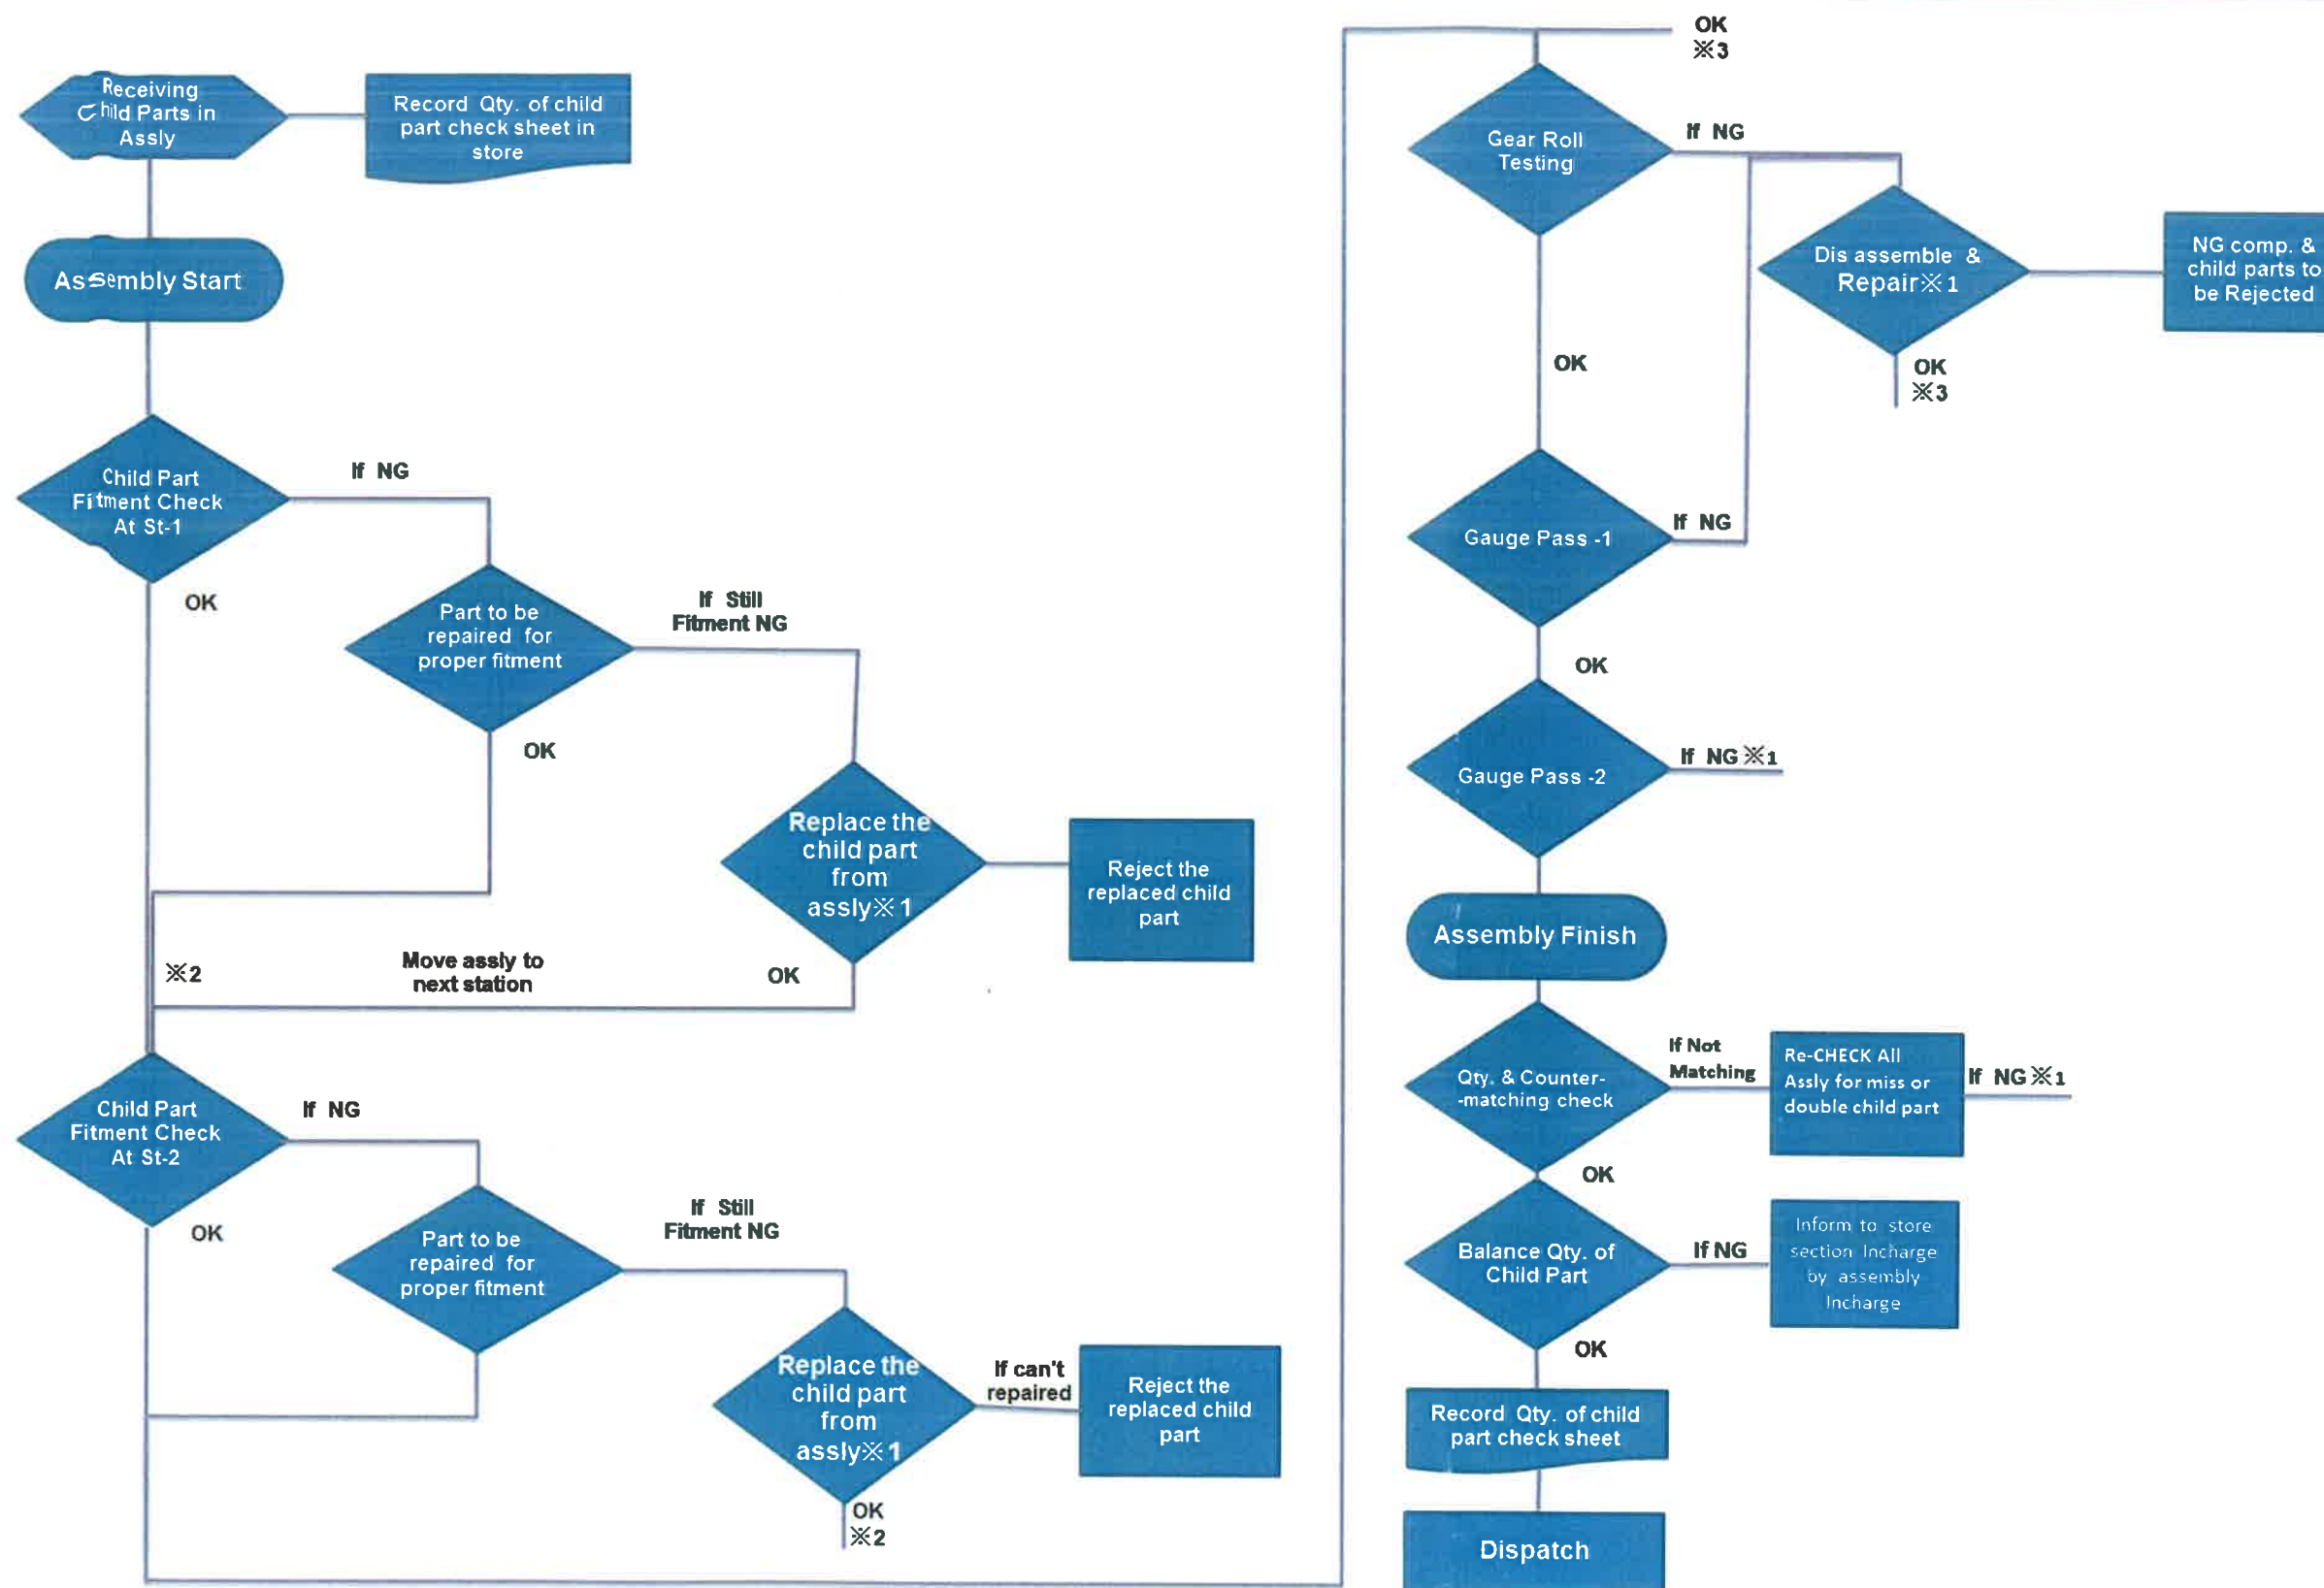 Receiving
Child Parts in
Assly
Record Qty. of child
part check sheet in
store
Assembly Start
Child Part
Fitment Check
At St-1
If NG
OK
Part to be
repaired for
proper fitment
If Still
Fitment NG
OK
Replace the
child part
from
assly※1
Reject the
replaced child
part
※2
Move assly to
next station
OK
Child Part
Fitment Check
At St-2
If NG
OK
Part to be
repaired for
proper fitment
If Still
Fitment NG
Replace the
child part
from
assly※1
If can't
repaired
Reject the
replaced child
part
OK
※2
OK
※3
Gear Roll
Testing
If NG
Dis assemble &
Repair※1
NG comp. &
child parts to
be Rejected
OK
※3
OK
Gauge Pass -1
If NG
OK
Gauge Pass -2
If NG※1
Assembly Finish
Qty. & Counter-
-matching check
If Not
Matching
Re-CHECK All
Assly for miss or
double child part
If NG※1
OK
Balance Qty. of
Child Part
If NG
Inform to store
section Incharge
by assembly
Incharge
OK
Record Qty. of child
part check sheet
Dispatch